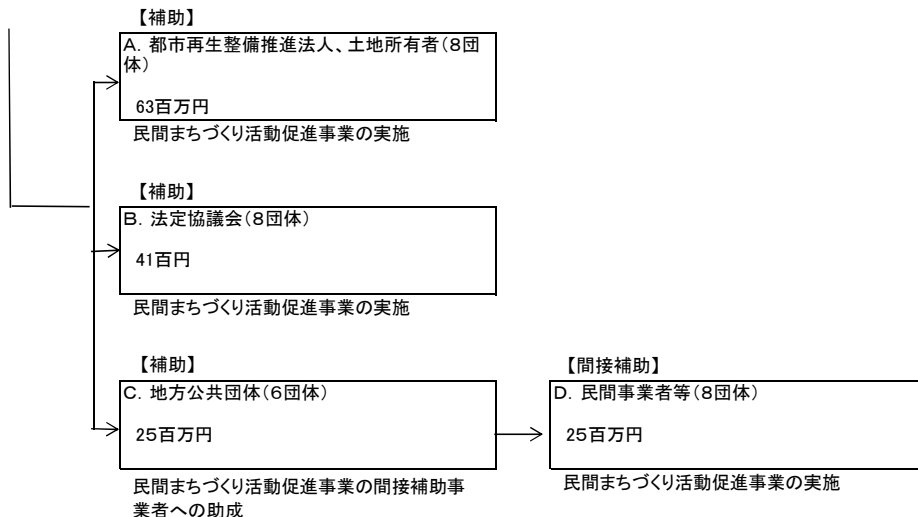 【補助】
A. 都市再生整備推進法人、土地所有者(8団
体)
63百万円
民間まちづくり活動促進事業の実施
【補助】
B. 法定協議会(8団体)
41百円
民間まちづくり活動促進事業の実施
【補助】
C. 地方公共団体(6団体)
25百万円
民間まちづくり活動促進事業の間接補助事
業者への助成
【間接補助】
D. 民間事業者等(8団体)
25百万円
民間まちづくり活動促進事業の実施